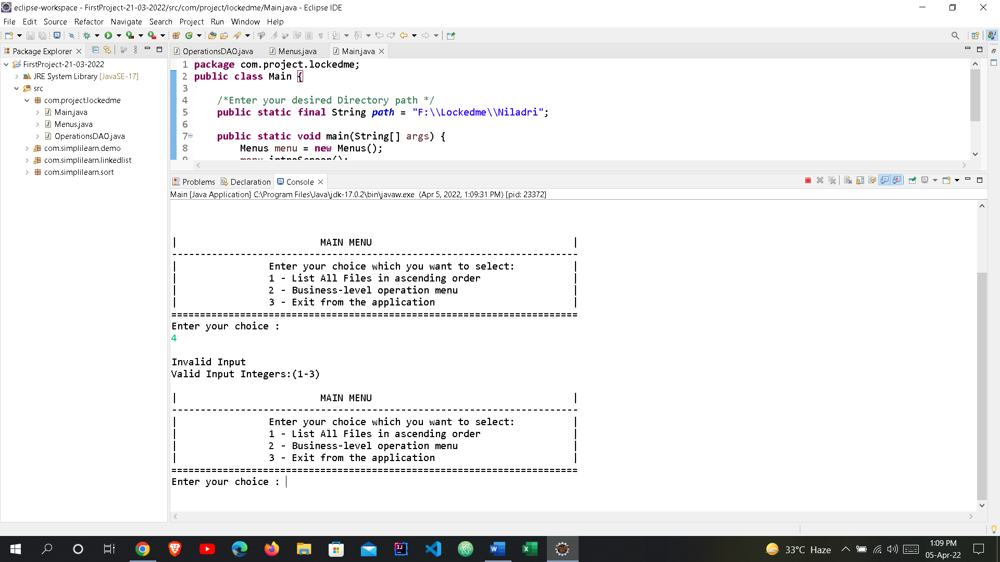 eclipse-workspace - FirstProject-21-03-2022/src/com/project/lockedme/Main.java - Eclipse IDE
File Edit Source Refactor Navigate Search Project Run Window Help
Package Explorer
FirstProject-21-03-2022
JRE System Library [JavaSE-17]
src
com.project.lockedme
Main.java
Menus.java
OperationsDAO.java
com.simplilearn.demo
com.simplilearn.linkedlist
com.simplilearn.sort
OperationsDAO.java Menus.java Main.java
1 package com.project.lockedme;
2 public class Main {
3
4 /*Enter your desired Directory path */
5 public static final String path = "F:\\Lockedme\\Niladri";
6
7 public static void main(String[] args) {
8 Menus menu = new Menus();
9 menu.introScreen();
Problems Declaration Console
Main [Java Application] C:\Program Files\Java\jdk-17.0.2\bin\javaw.exe (Apr 5, 2022, 1:09:31 PM) [pid: 23372]
| MAIN MENU |
-----------------------------------------------------------------------
| Enter your choice which you want to select: |
| 1 - List All Files in ascending order |
| 2 - Business-level operation menu |
| 3 - Exit from the application |
=======================================================================
Enter your choice :
4
Invalid Input
Valid Input Integers:(1-3)
| MAIN MENU |
-----------------------------------------------------------------------
| Enter your choice which you want to select: |
| 1 - List All Files in ascending order |
| 2 - Business-level operation menu |
| 3 - Exit from the application |
=======================================================================
Enter your choice :
33°C Haze
1:09 PM
05-Apr-22